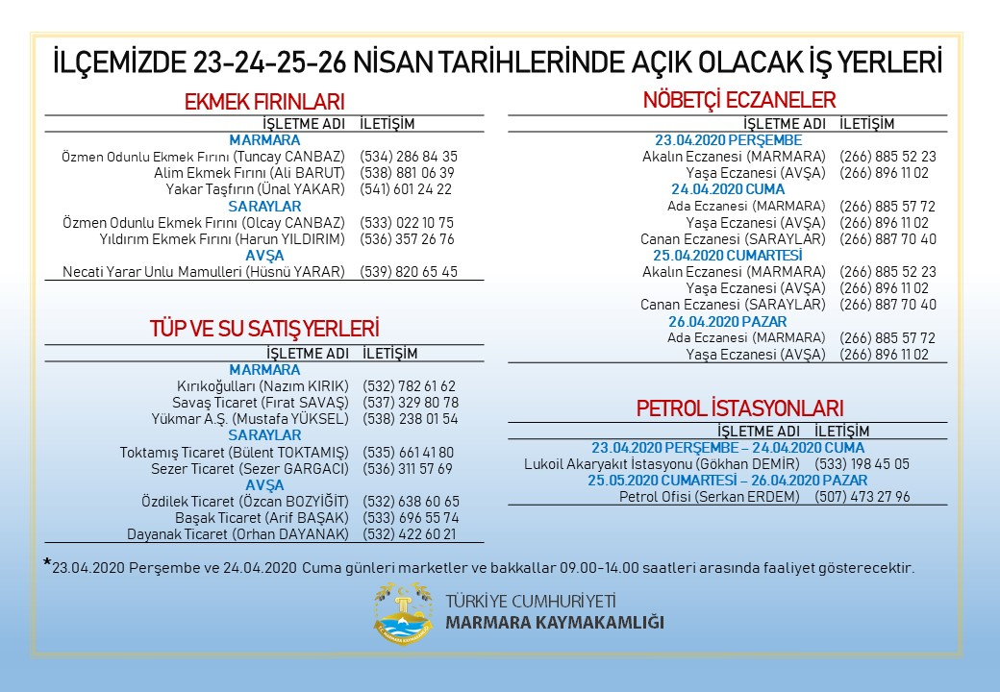 İLÇEMİZDE 23-24-25-26 NİSAN TARİHLERİNDE AÇIK OLACAK İŞ YERLERİ
EKMEK FIRINLARI
İŞLETME ADI İLETİŞİM
MARMARA
Özmen Odunlu Ekmek Fırını (Tuncay CANBAZ) (534) 286 84 35
Alim Ekmek Fırını (Ali BARUT) (538) 881 06 39
Yakar Taşfırın (Ünal YAKAR) (541) 601 24 22
SARAYLAR
Özmen Odunlu Ekmek Fırını (Olcay CANBAZ) (533) 022 10 75
Yıldırım Ekmek Fırını (Harun YILDIRIM) (536) 357 26 76
AVŞA
Necati Yarar Unlu Mamulleri (Hüsnü YARAR) (539) 820 65 45
TÜP VE SU SATIŞ YERLERİ
İŞLETME ADI İLETİŞİM
MARMARA
Kırıkoğulları (Nazım KIRIK) (532) 782 61 62
Savaş Ticaret (Fırat SAVAŞ) (537) 329 80 78
Yükmar A.Ş. (Mustafa YÜKSEL) (538) 238 01 54
SARAYLAR
Toktamış Ticaret (Bülent TOKTAMIŞ) (535) 661 41 80
Sezer Ticaret (Sezer GARGACI) (536) 311 57 69
AVŞA
Özdilek Ticaret (Özcan BOZYİĞİT) (532) 638 60 65
Başak Ticaret (Arif BAŞAK) (533) 696 55 74
Dayanak Ticaret (Orhan DAYANAK) (532) 422 60 21
NÖBETÇİ ECZANELER
İŞLETME ADI İLETİŞİM
23.04.2020 PERŞEMBE
Akalın Eczanesi (MARMARA) (266) 885 52 23
Yaşa Eczanesi (AVŞA) (266) 896 11 02
24.04.2020 CUMA
Ada Eczanesi (MARMARA) (266) 885 57 72
Yaşa Eczanesi (AVŞA) (266) 896 11 02
Canan Eczanesi (SARAYLAR) (266) 887 70 40
25.04.2020 CUMARTESİ
Akalın Eczanesi (MARMARA) (266) 885 52 23
Yaşa Eczanesi (AVŞA) (266) 896 11 02
Canan Eczanesi (SARAYLAR) (266) 887 70 40
26.04.2020 PAZAR
Ada Eczanesi (MARMARA) (266) 885 57 72
Yaşa Eczanesi (AVŞA) (266) 896 11 02
PETROL İSTASYONLARI
İŞLETME ADI İLETİŞİM
23.04.2020 PERŞEMBE – 24.04.2020 CUMA
Lukoil Akaryakıt İstasyonu (Gökhan DEMİR) (533) 198 45 05
25.05.2020 CUMARTESİ – 26.04.2020 PAZAR
Petrol Ofisi (Serkan ERDEM) (507) 473 27 96
*23.04.2020 Perşembe ve 24.04.2020 Cuma günleri marketler ve bakkallar 09.00-14.00 saatleri arasında faaliyet gösterecektir.
T.C. MARMARA KAYMAKAMLIĞI
TÜRKİYE CUMHURİYETİ
MARMARA KAYMAKAMLIĞI